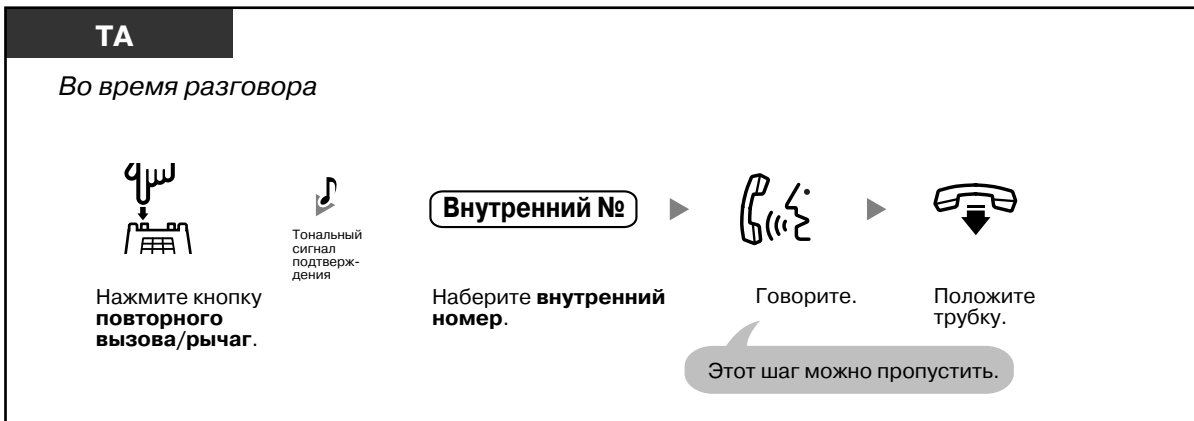 ТА
Во время разговора
Тональный
сигнал
подтверж-
дения
Внутренний №
Нажмите кнопку
повторного
вызова/рычаг.
Наберите внутренний
номер.
Говорите.
Положите
трубку.
Этот шаг можно пропустить.